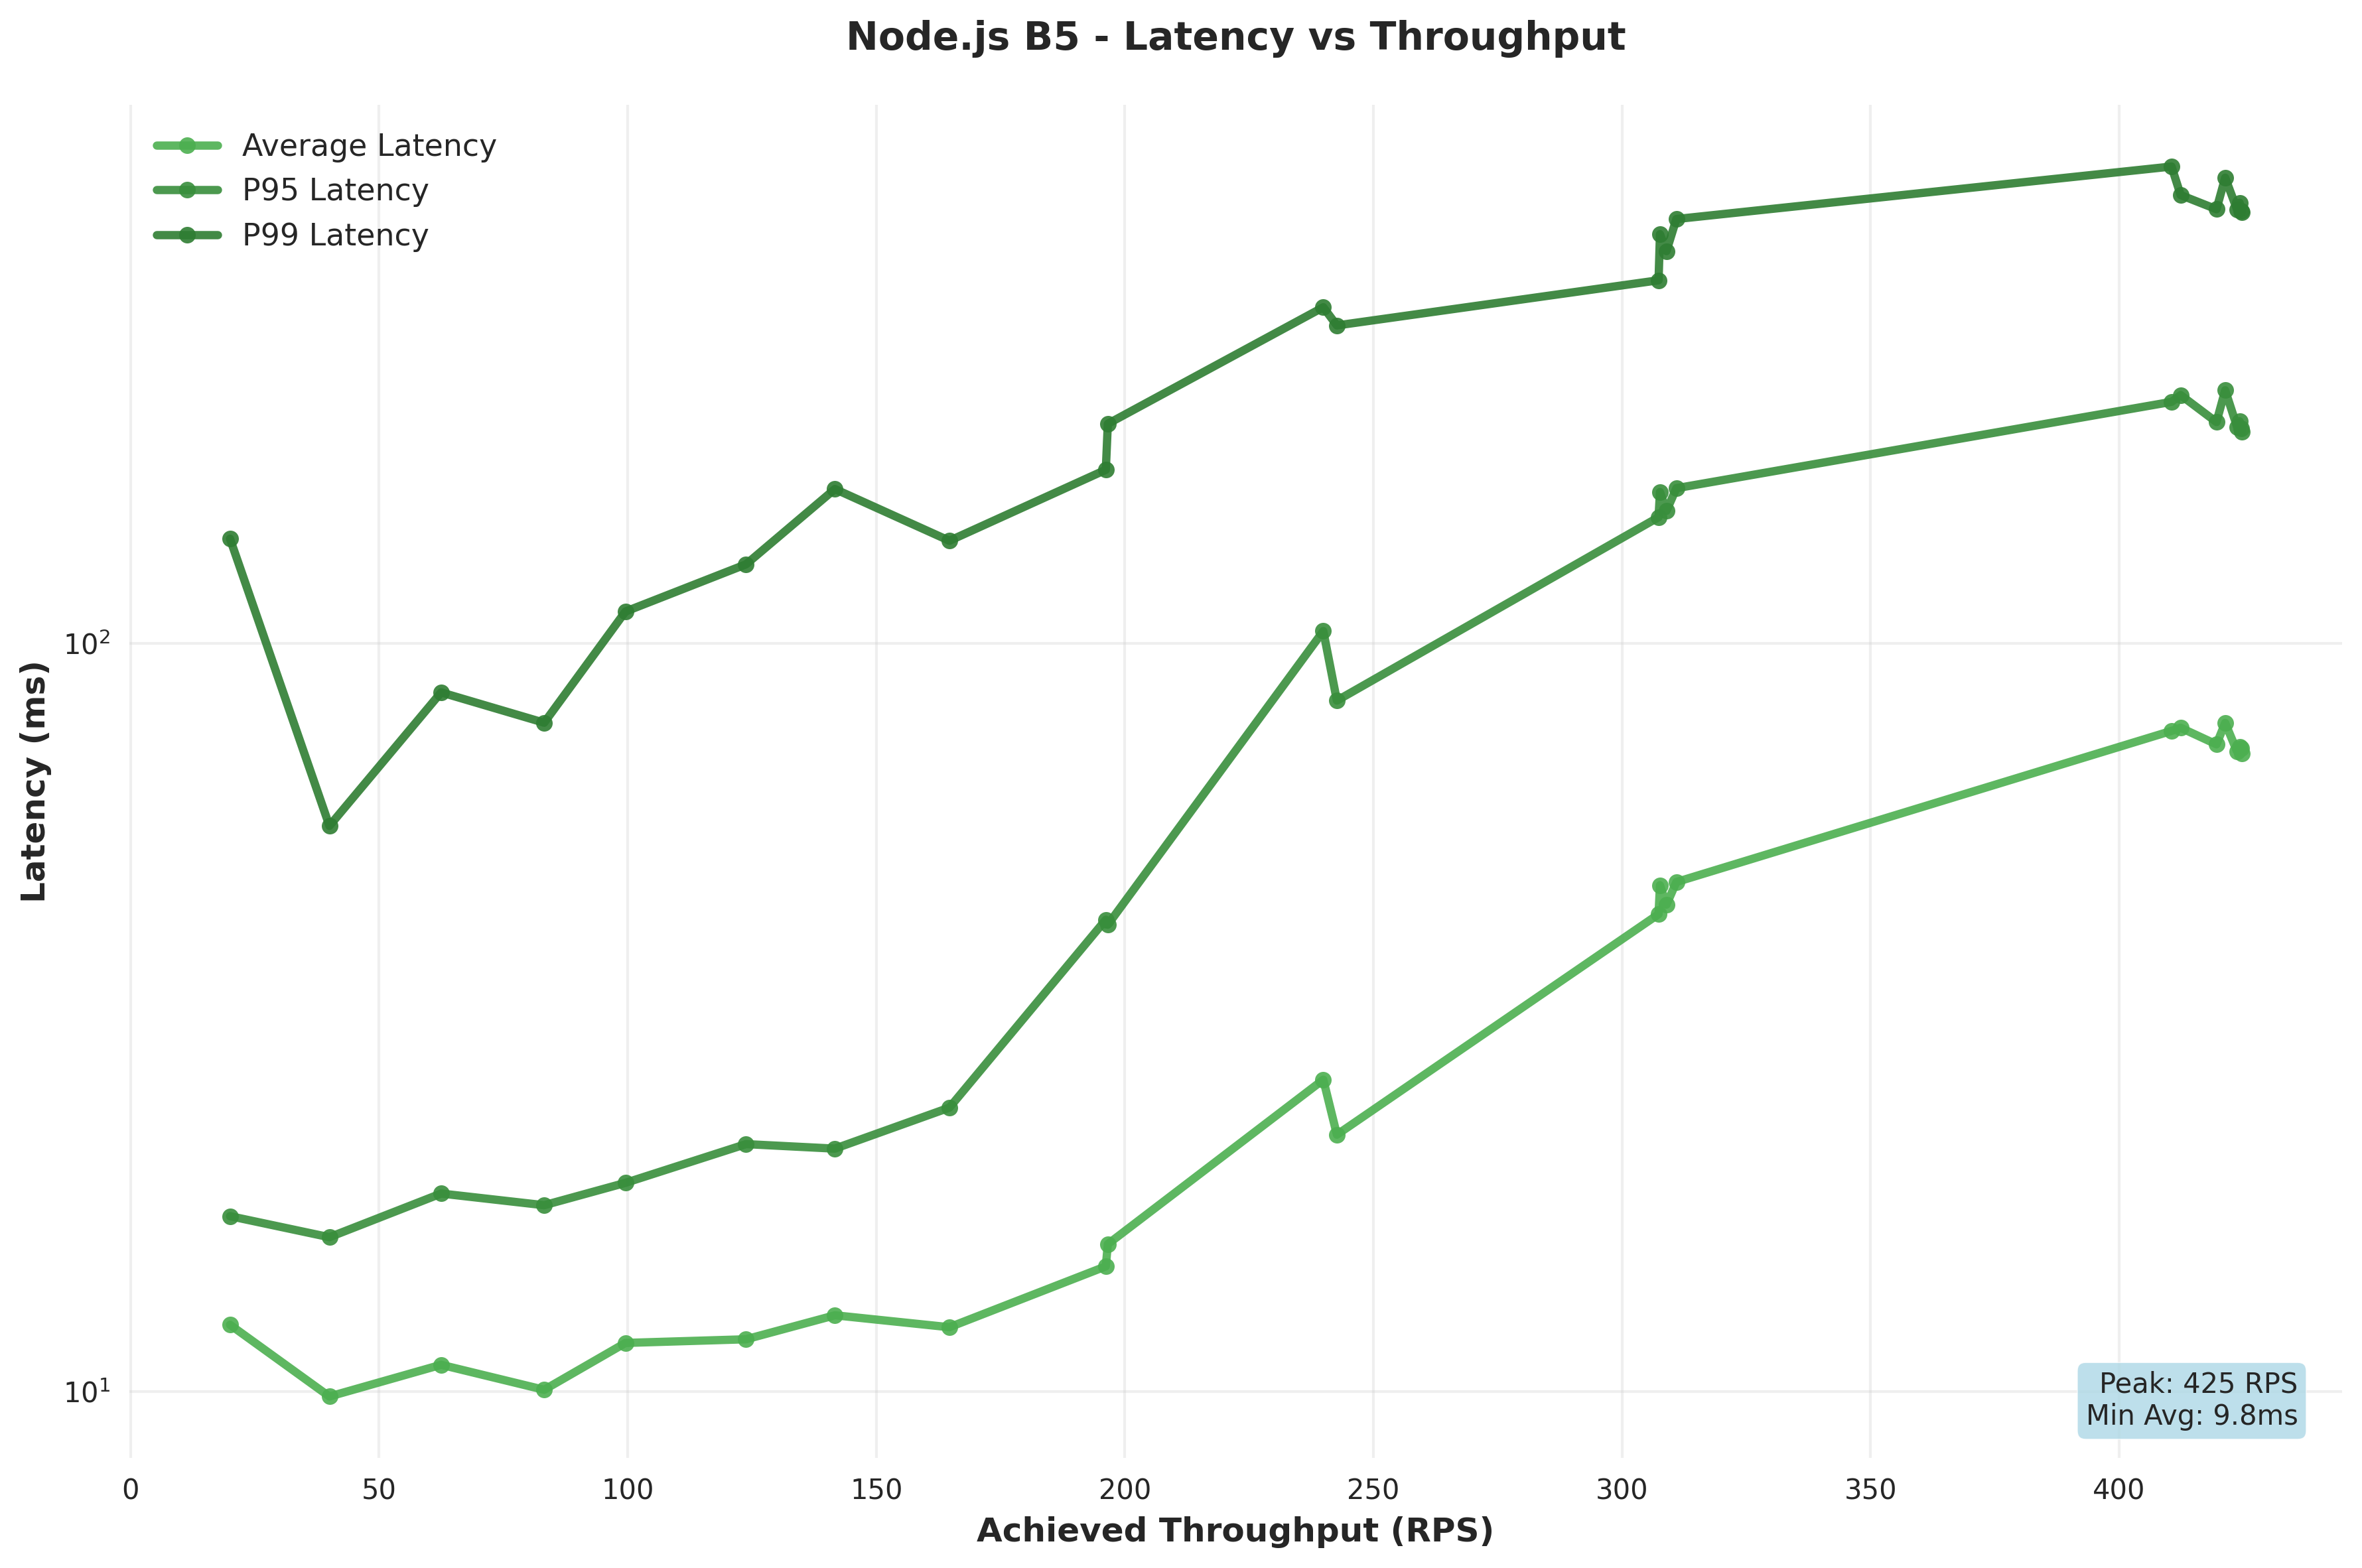 Node.js B5 - Latency vs Throughput
Average Latency
P95 Latency
P99 Latency
Latency (ms)
10²
10¹
Peak: 425 RPS
Min Avg: 9.8ms
0 50 100 150 200 250 300 350 400
Achieved Throughput (RPS)